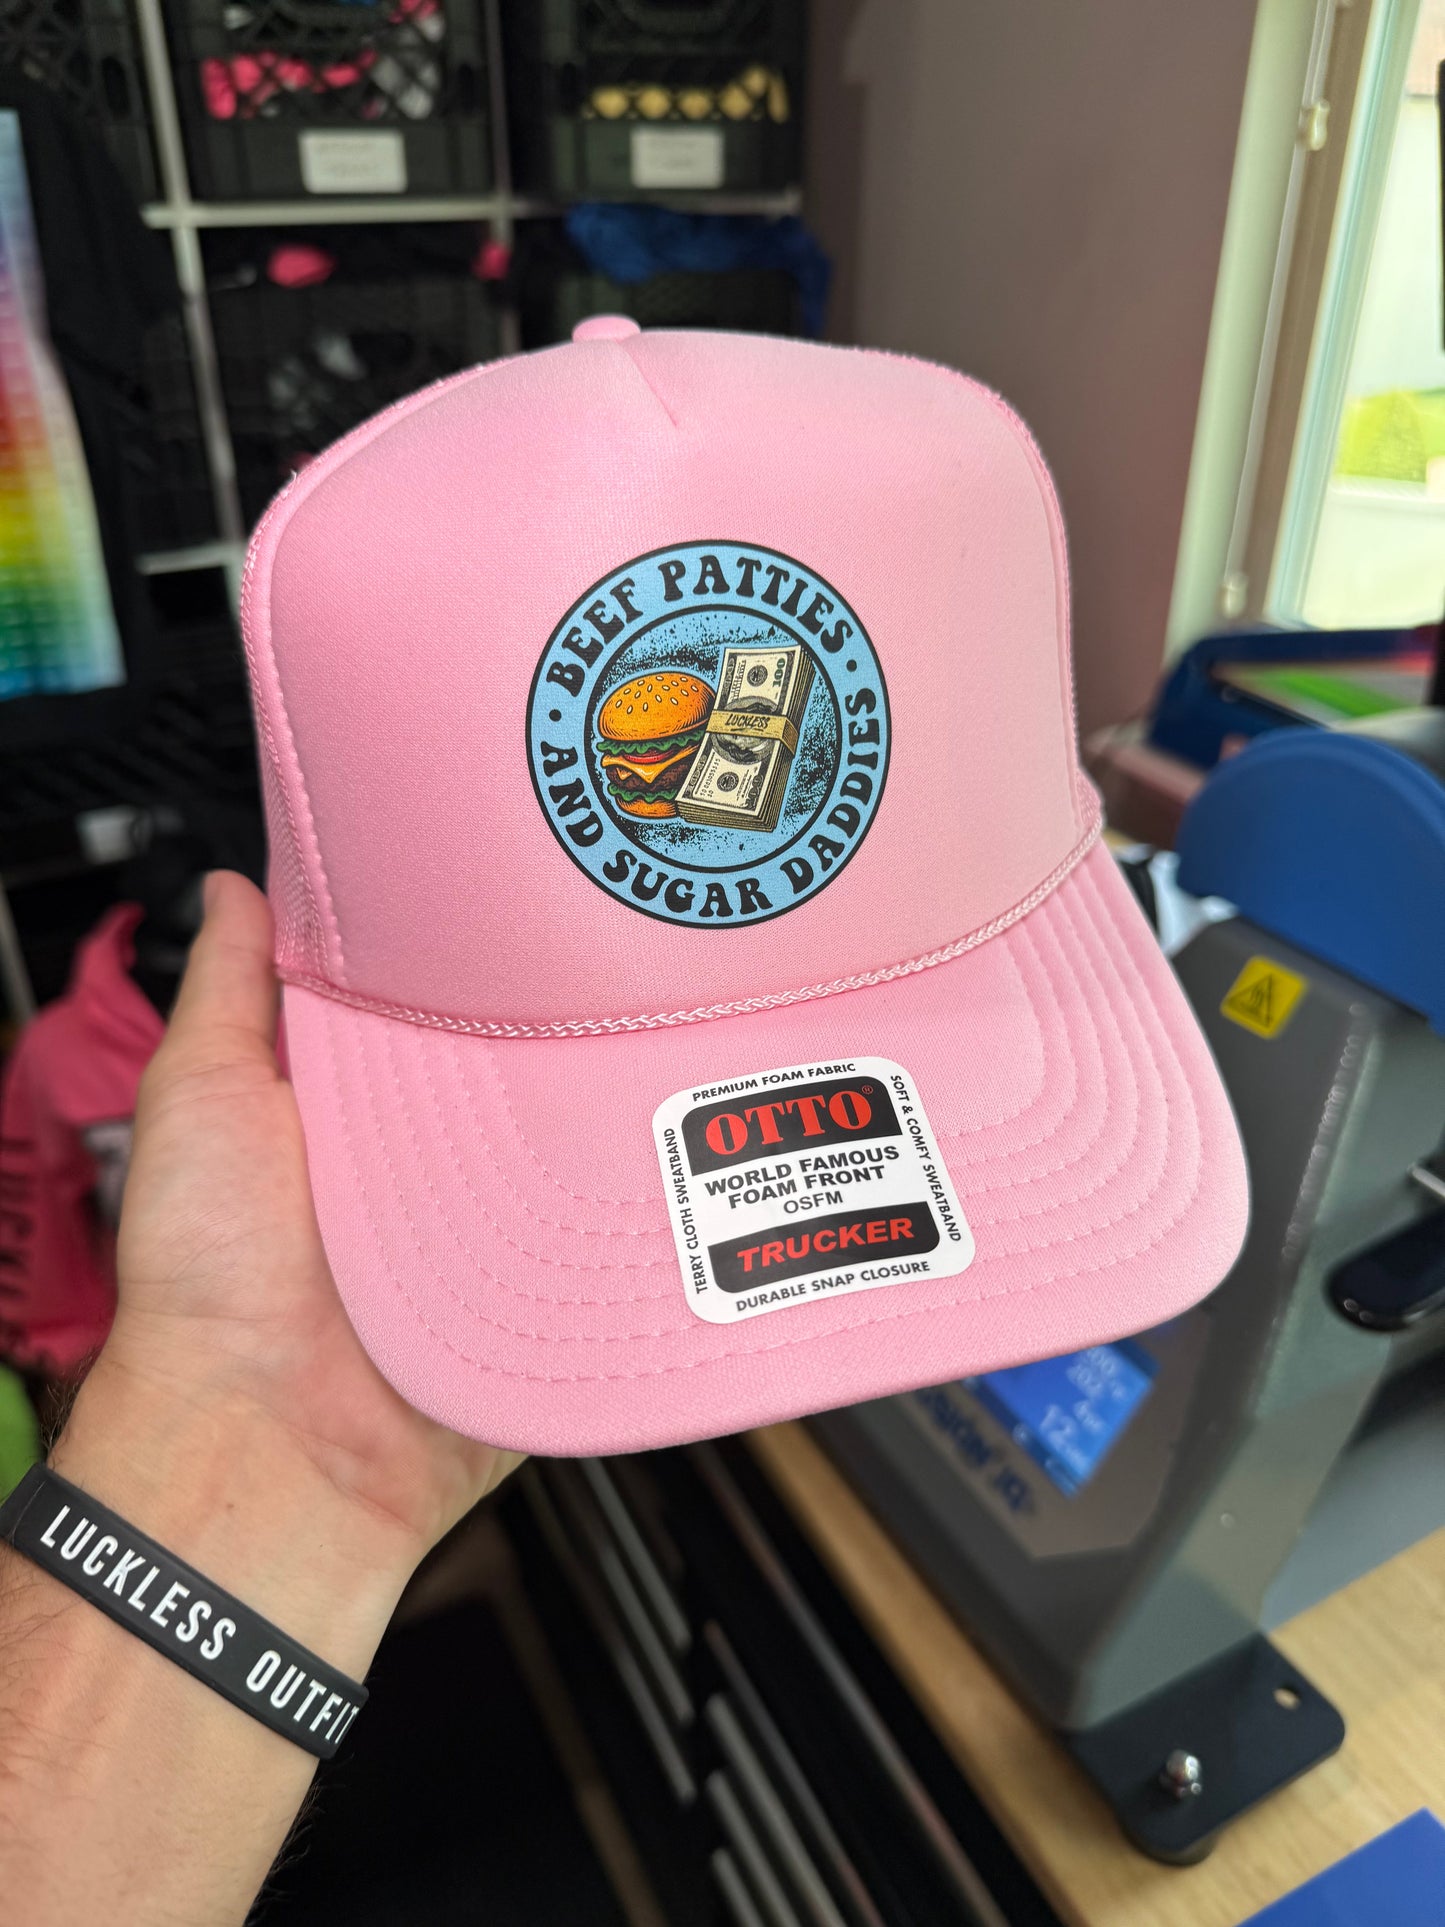 • BEEF PATTIES •
AND SUGAR DADDIES
100
LUCKLESS
PREMIUM FOAM FABRIC
SOFT & COMFY SWEATBAND
TERRY CLOTH SWEATBAND
OTTO®
WORLD FAMOUS
FOAM FRONT
OSFM
TRUCKER
DURABLE SNAP CLOSURE
LUCKLESS OUTFIT